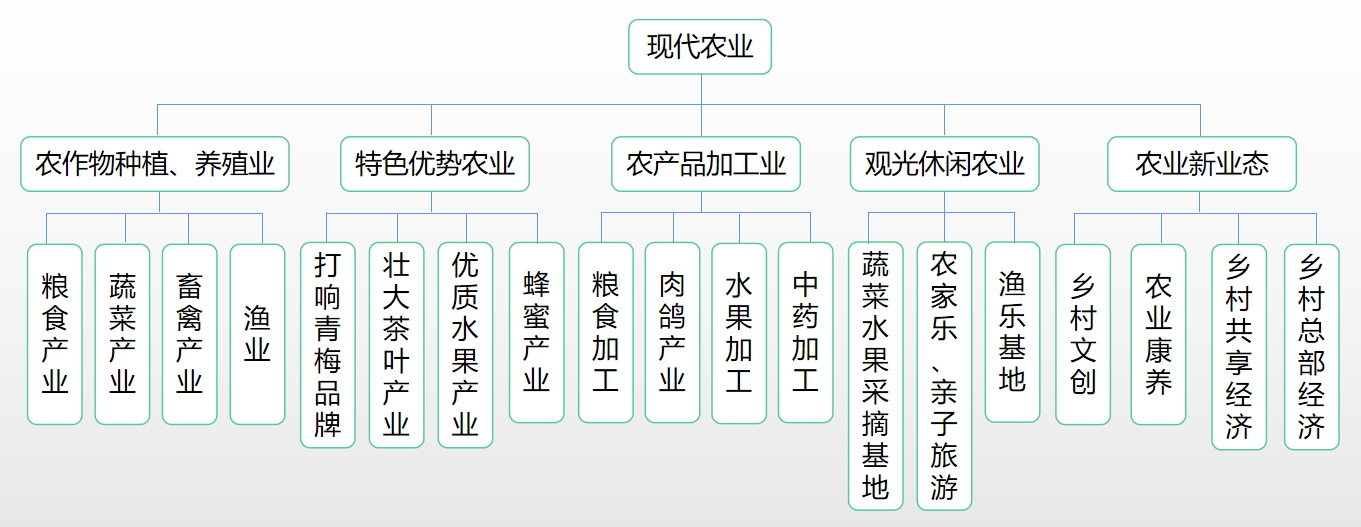 现代农业
农作物种植、养殖业
特色优势农业
农产品加工业
观光休闲农业
农业新业态
粮食产业
蔬菜产业
畜禽产业
渔业
打响青梅品牌
壮大茶叶产业
优质水果产业
蜂蜜产业
粮食加工
肉鸽产业
水果加工
中药加工
蔬菜水果采摘基地
农家乐、亲子旅游
渔乐基地
乡村文创
农业康养
乡村共享经济
乡村总部经济